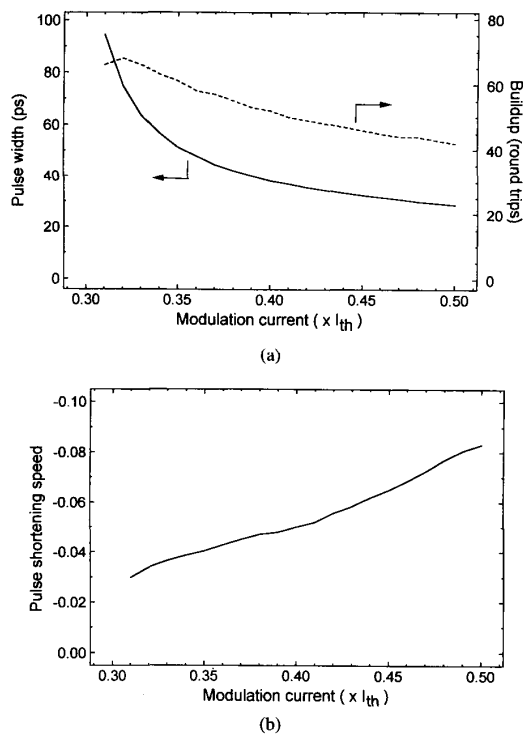 100
80
60
40
20
0
Pulse width (ps)
80
60
40
20
0
Buildup (round trips)
0.30 0.35 0.40 0.45 0.50
Modulation current ( x Ith )
(a)
-0.10
-0.08
-0.06
-0.04
-0.02
0.00
Pulse shortening speed
0.30 0.35 0.40 0.45 0.50
Modulation current ( x Ith )
(b)